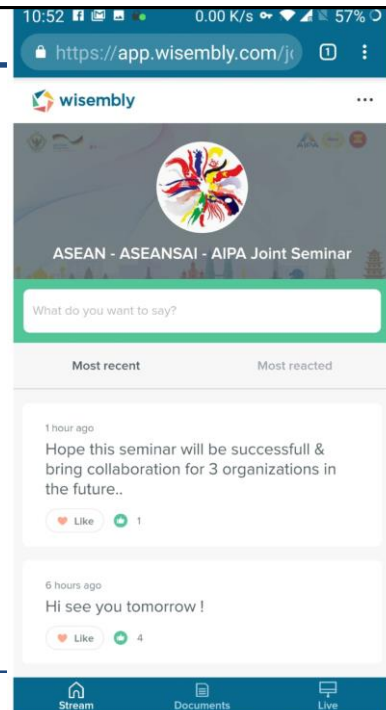 10:52 0.00 K/s 57%
https://app.wisembly.com/j 1
wisembly
AIPA
ASEAN - ASEANSAI - AIPA Joint Seminar
What do you want to say?
Most recent Most reacted
1 hour ago
Hope this seminar will be successfull &
bring collaboration for 3 organizations in
the future..
Like 1
6 hours ago
Hi see you tomorrow !
Like 4
Stream Documents Live